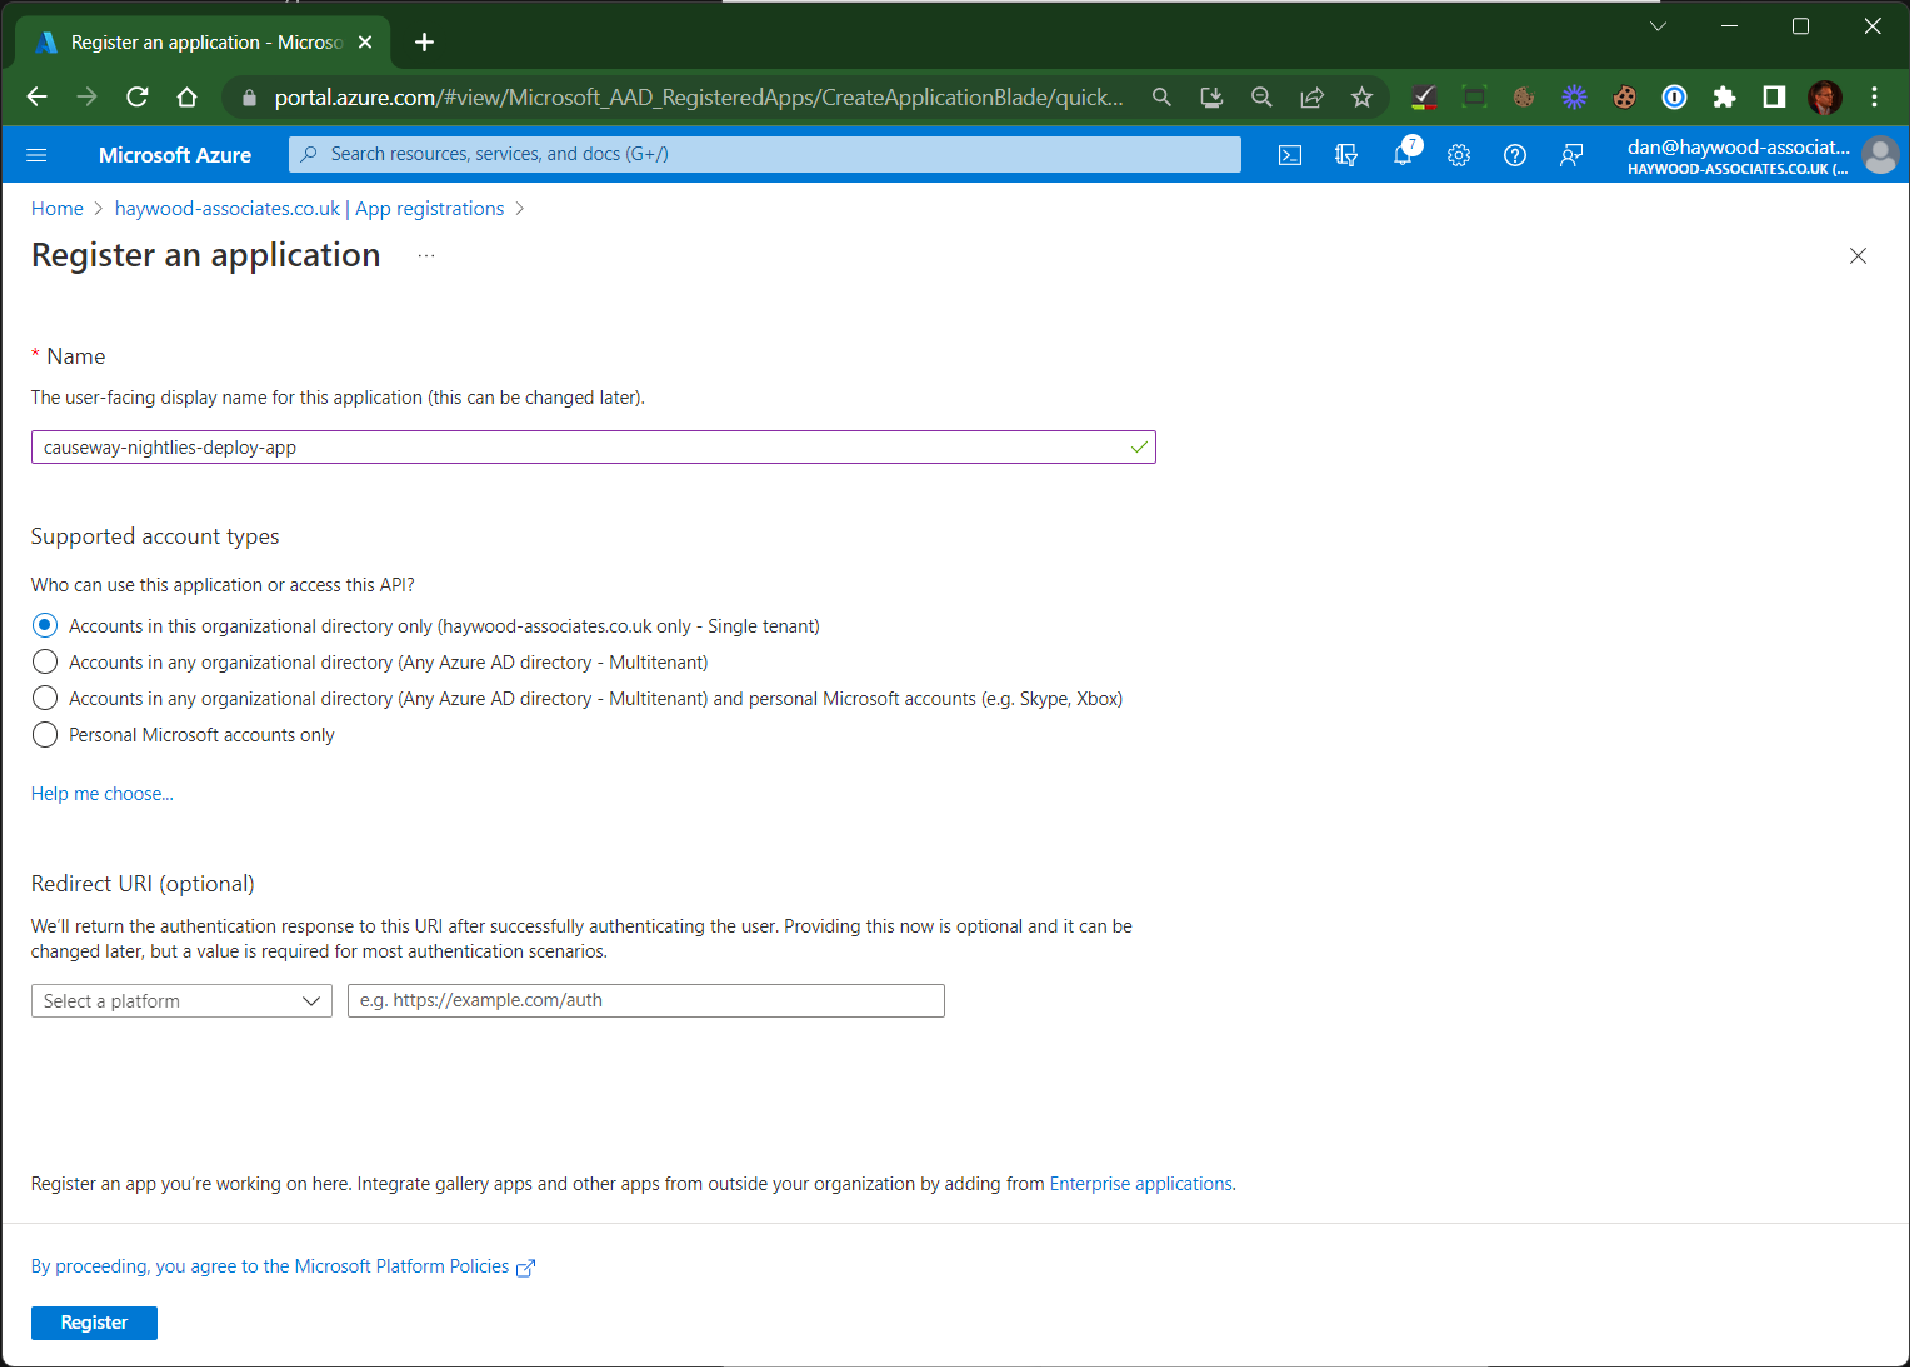 Register an application - Microso
portal.azure.com/#view/Microsoft_AAD_RegisteredApps/CreateApplicationBlade/quick...
Microsoft Azure
Search resources, services, and docs (G+/)
7
dan@haywood-associat...
HAYWOOD-ASSOCIATES.CO.UK (...
Home > haywood-associates.co.uk | App registrations >
Register an application ...
* Name
The user-facing display name for this application (this can be changed later).
causeway-nightlies-deploy-app
Supported account types
Who can use this application or access this API?
Accounts in this organizational directory only (haywood-associates.co.uk only - Single tenant)
Accounts in any organizational directory (Any Azure AD directory - Multitenant)
Accounts in any organizational directory (Any Azure AD directory - Multitenant) and personal Microsoft accounts (e.g. Skype, Xbox)
Personal Microsoft accounts only
Help me choose...
Redirect URI (optional)
We'll return the authentication response to this URI after successfully authenticating the user. Providing this now is optional and it can be
changed later, but a value is required for most authentication scenarios.
Select a platform
e.g. https://example.com/auth
Register an app you're working on here. Integrate gallery apps and other apps from outside your organization by adding from Enterprise applications.
By proceeding, you agree to the Microsoft Platform Policies
Register